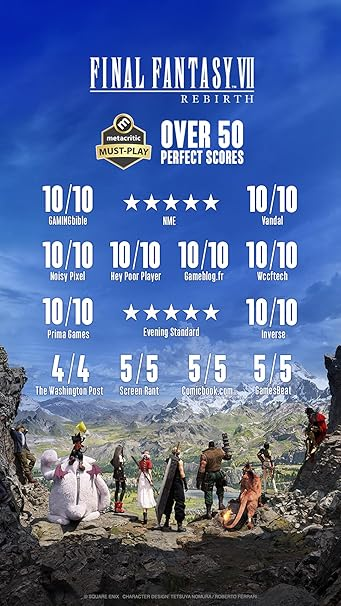 FINAL FANTASY VII
REBIRTH
m
metacritic
MUST-PLAY
OVER 50
PERFECT SCORES
10/10 ★★★★★ 10/10
GAMINGbible NME Vandal
10/10 10/10 10/10 10/10
Noisy Pixel Hey Poor Player Gameblog.fr Wccftech
10/10 ★★★★★ 10/10
Prima Games Evening Standard Inverse
4/4 5/5 5/5 5/5
The Washington Post Screen Rant Comicbook.com GamesBeat
© SQUARE ENIX CHARACTER DESIGN: TETSUYA NOMURA / ROBERTO FERRARI